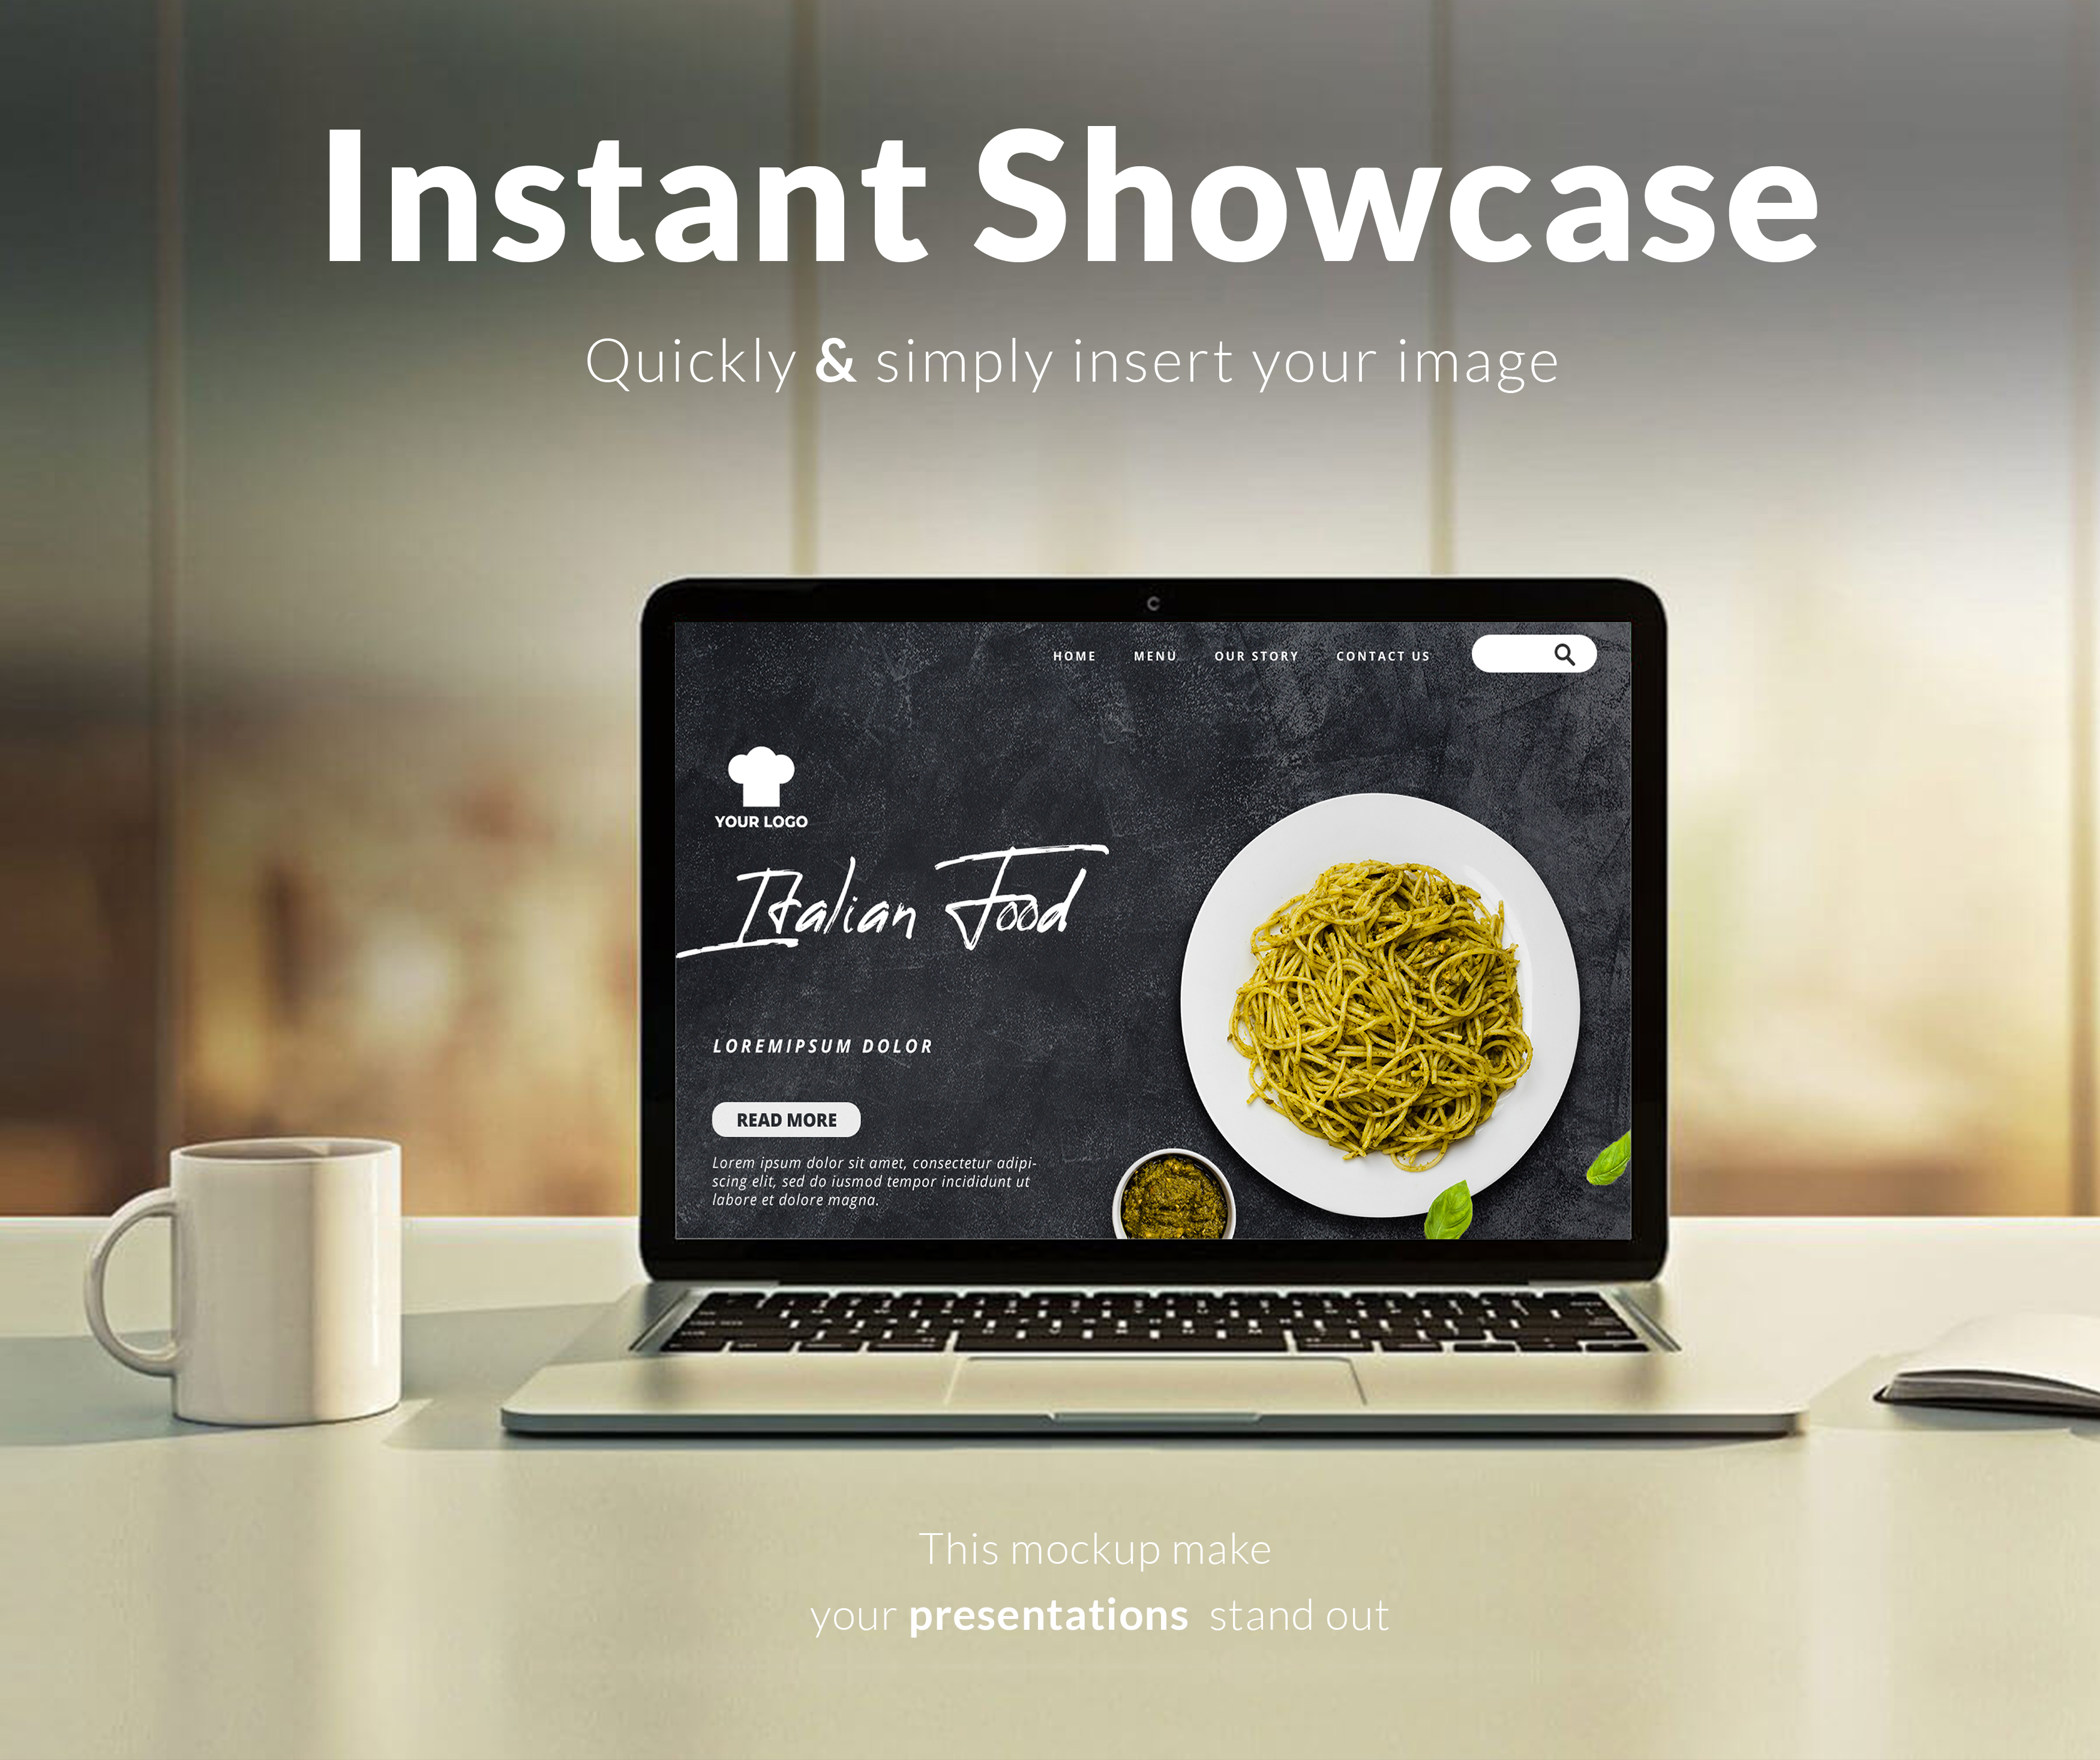 Instant Showcase
Quickly & simply insert your image
HOME MENU OUR STORY CONTACT US
YOUR LOGO
Italian Food
LOREMIPSUM DOLOR
READ MORE
Lorem ipsum dolor sit amet, consectetur adipi-
scing elit, sed do iusmod tempor incididunt ut
labore et dolore magna.
This mockup make
your presentations stand out